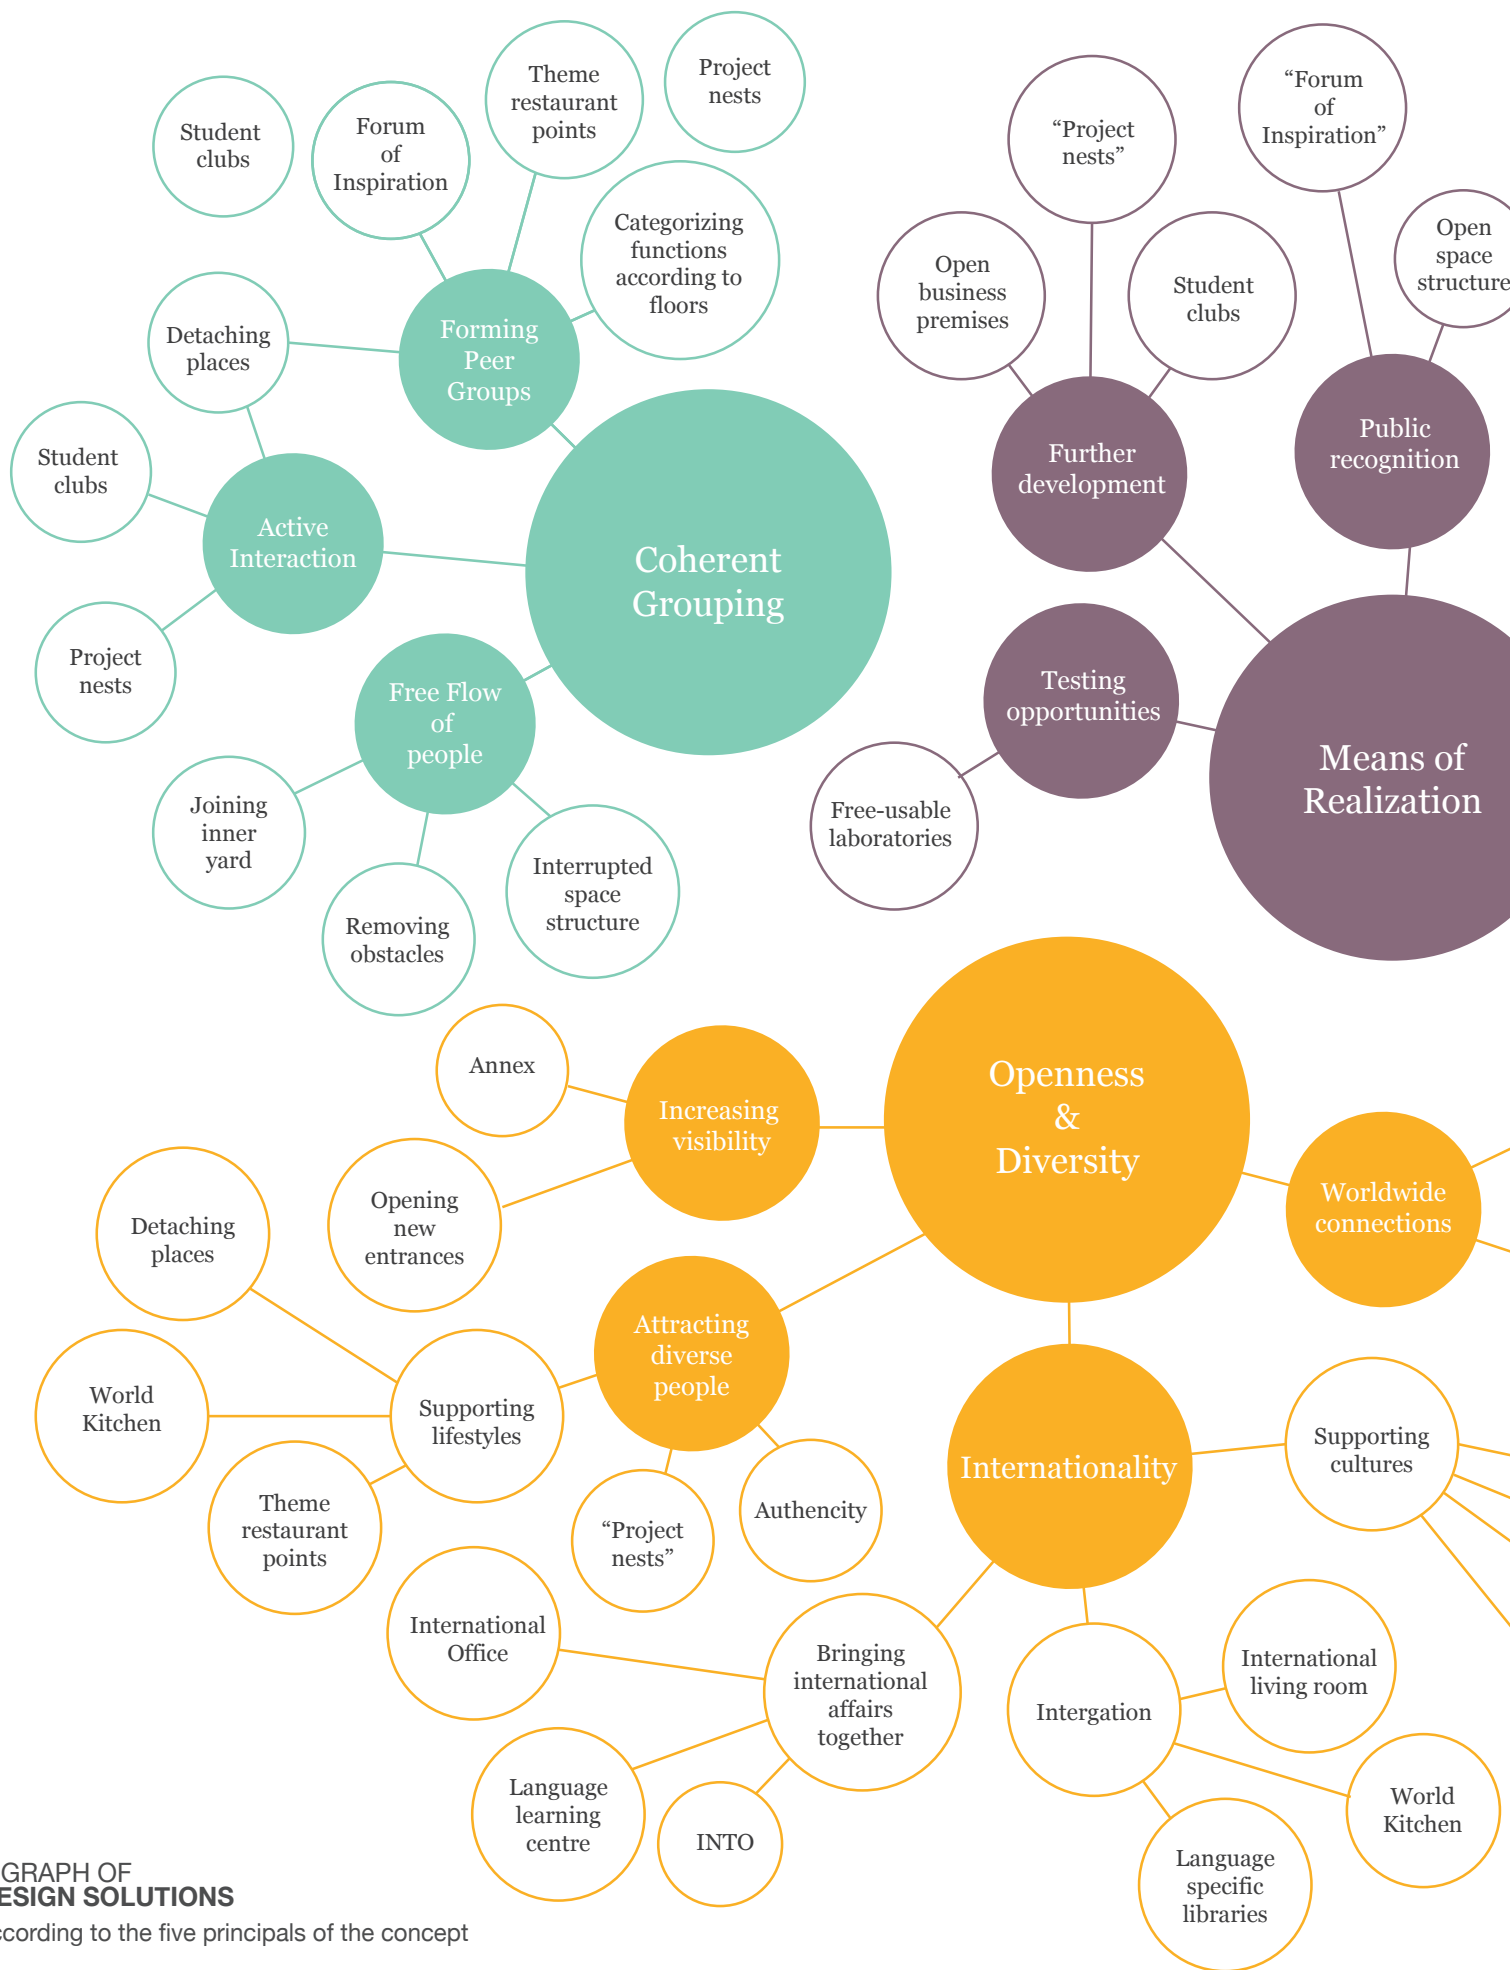 Student
clubs
Forum
of
Inspiration
Theme
restaurant
points
Project
nests
Categorizing
functions
according to
floors
Detaching
places
Forming
Peer
Groups
Student
clubs
Active
Interaction
Project
nests
Coherent
Grouping
Free Flow
of
people
Joining
inner
yard
Removing
obstacles
Interrupted
space
structure
“Project
nests”
“Forum
of
Inspiration”
Open
business
premises
Student
clubs
Open
space
structure
Further
development
Public
recognition
Testing
opportunities
Free-usable
laboratories
Means of
Realization
Annex
Increasing
visibility
Openness
&
Diversity
Worldwide
connections
Opening
new
entrances
Detaching
places
World
Kitchen
Supporting
lifestyles
Attracting
diverse
people
Theme
restaurant
points
“Project
nests”
Authencity
Internationality
Supporting
cultures
International
Office
Bringing
international
affairs
together
Language
learning
centre
INTO
Intergation
International
living room
World
Kitchen
Language
specific
libraries
GRAPH OF
ESIGN SOLUTIONS
ccording to the five principals of the concept